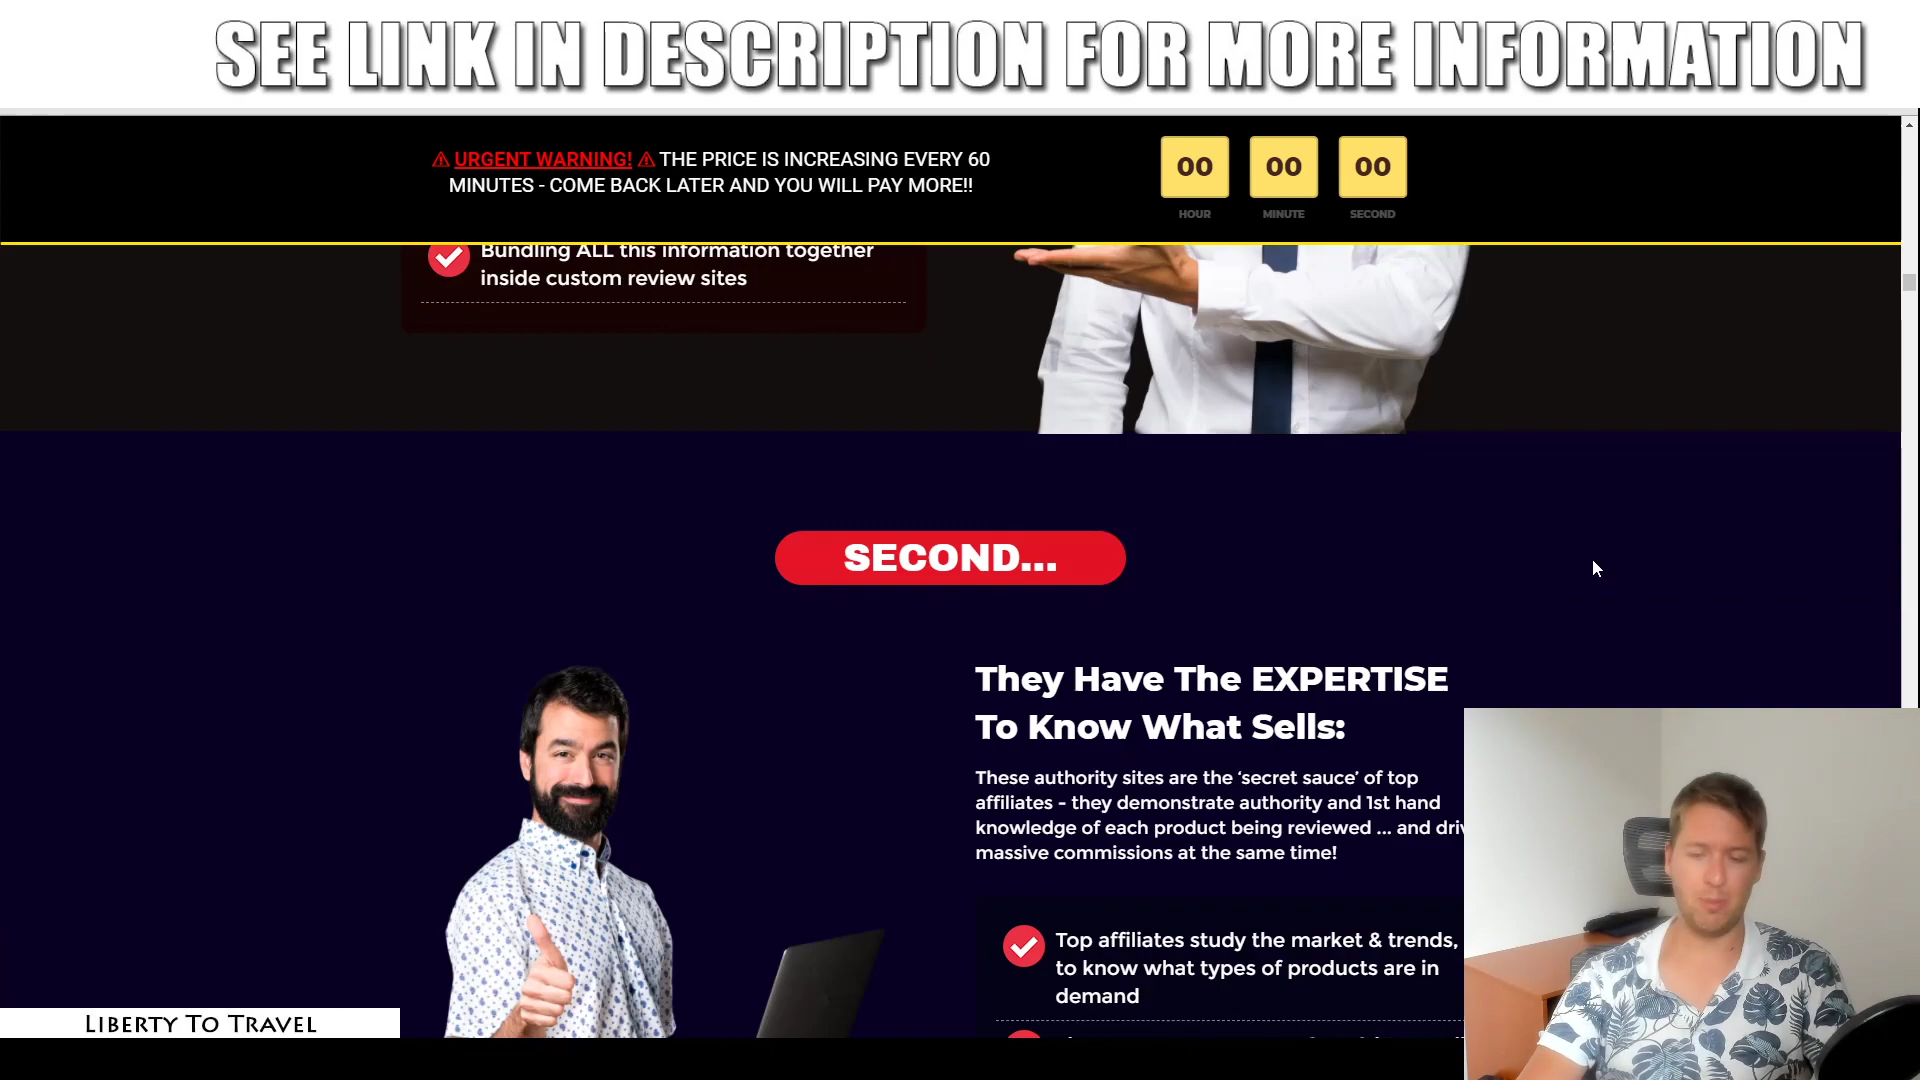 SEE LINK IN DESCRIPTION FOR MORE INFORMATION
URGENT WARNING! THE PRICE IS INCREASING EVERY 60
MINUTES - COME BACK LATER AND YOU WILL PAY MORE!!
00 00 00
HOUR MINUTE SECOND
Bundling ALL this information together
inside custom review sites
SECOND...
They Have The EXPERTISE
To Know What Sells:
These authority sites are the ‘secret sauce’ of top
affiliates - they demonstrate authority and 1st hand
knowledge of each product being reviewed ... and
massive commissions at the same time!
Top affiliates study the market & trends,
to know what types of products are in
demand
LIBERTY TO TRAVEL